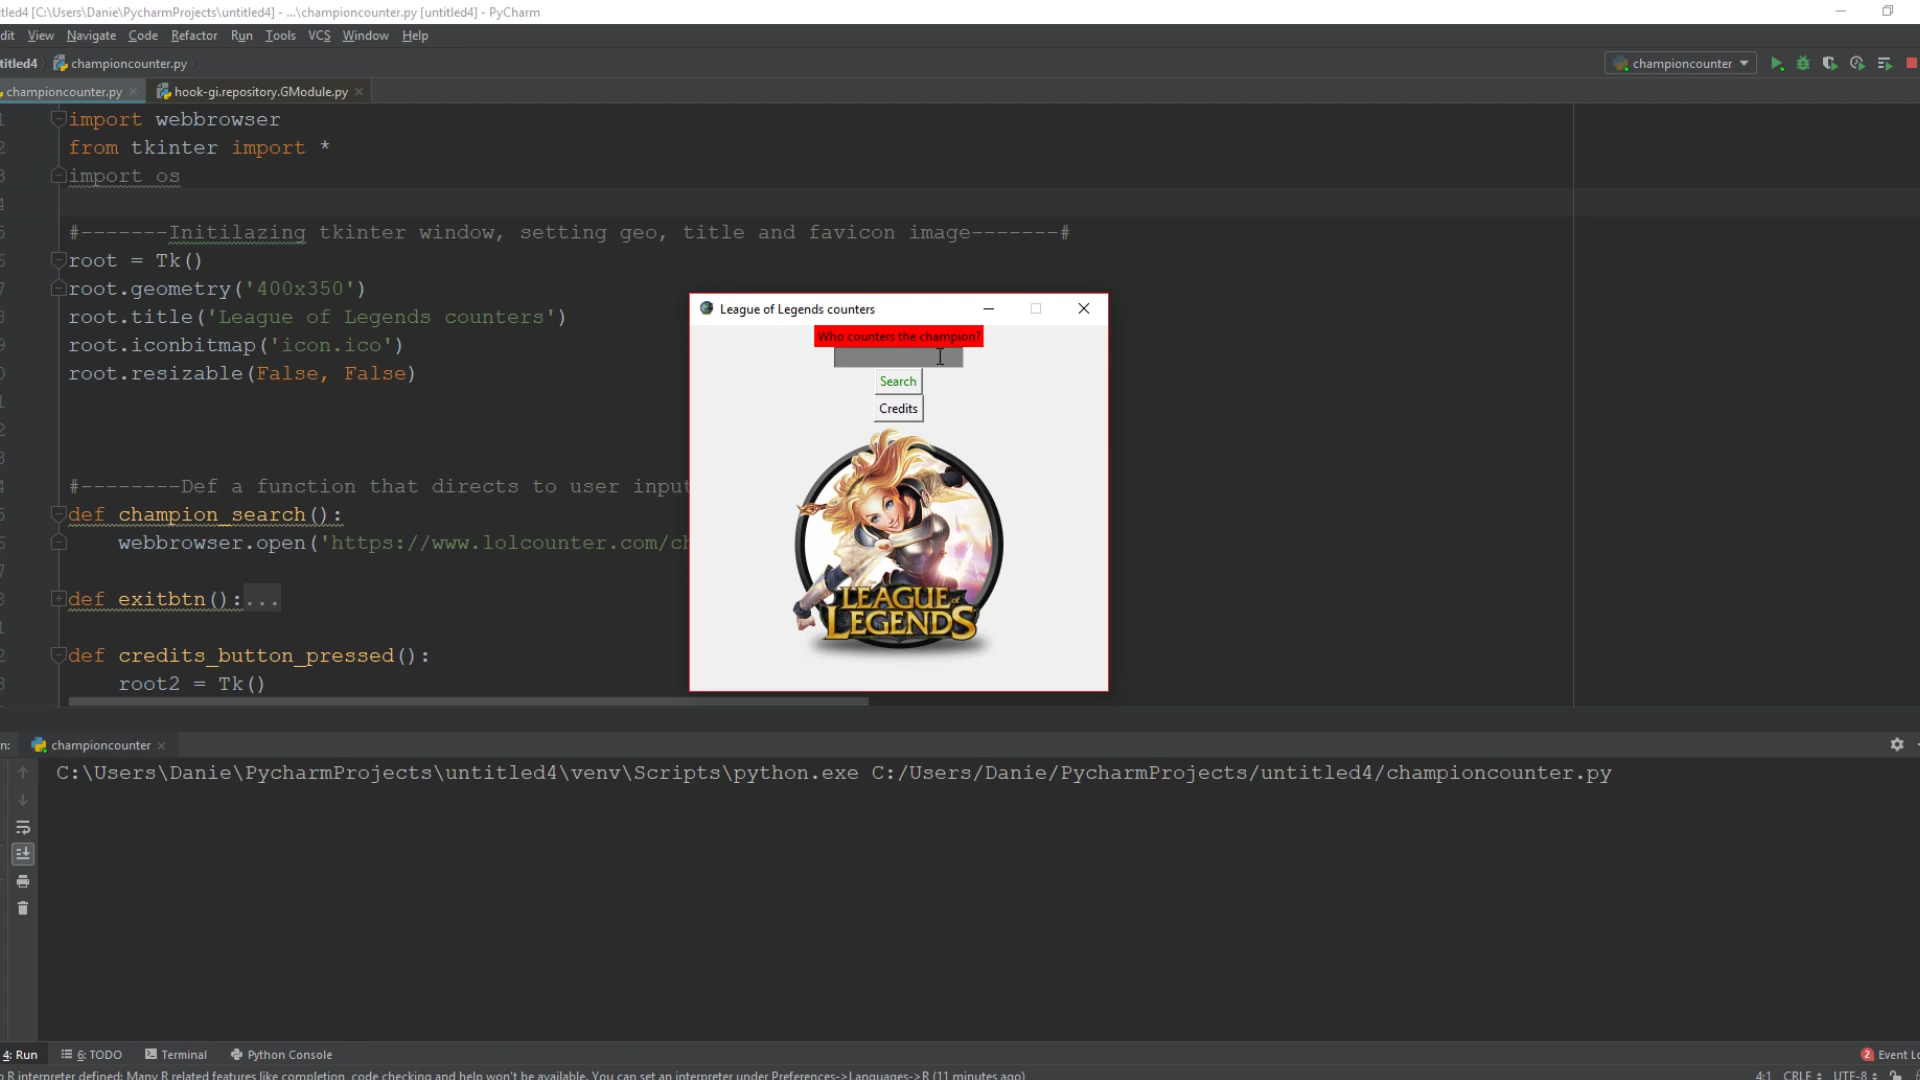 titled4 [C:\Users\Danie\PycharmProjects\untitled4] - ...\championcounter.py [untitled4] - PyCharm
dit View Navigate Code Refactor Run Tools VCS Window Help
titled4 championcounter.py championcounter
championcounter.py hook-gi.repository.GModule.py
import webbrowser
from tkinter import *
import os
#-------Initilazing tkinter window, setting geo, title and favicon image-------#
root = Tk()
root.geometry('400x350')
root.title('League of Legends counters')
root.iconbitmap('icon.ico')
root.resizable(False, False)
#--------Def a function that directs to user input
def champion_search():
webbrowser.open('https://www.lolcounter.com/ch
def exitbtn():...
def credits_button_pressed():
root2 = Tk()
League of Legends counters
Who counters the champion?
Search
Credits
LEAGUE of
LEGENDS
n: championcounter
C:\Users\Danie\PycharmProjects\untitled4\venv\Scripts\python.exe C:/Users/Danie/PycharmProjects/untitled4/championcounter.py
4: Run 6: TODO Terminal Python Console 2 Event Lo
R interpreter defined: Many R related features like completion, code checking and help won't be available. You can set an interpreter under Preferences->Languages->R (11 minutes ago) 4:1 CRLF UTF-8